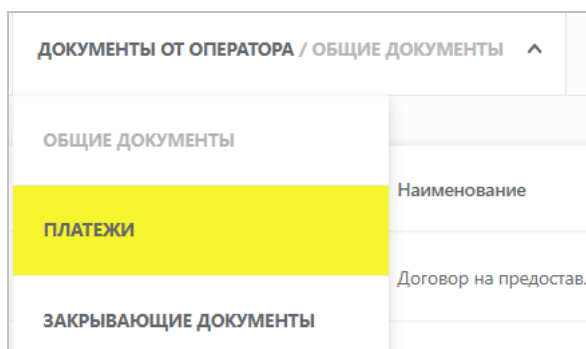 ДОКУМЕНТЫ ОТ ОПЕРАТОРА / ОБЩИЕ ДОКУМЕНТЫ
ОБЩИЕ ДОКУМЕНТЫ
Наименование
ПЛАТЕЖИ
Договор на предостав.
ЗАКРЫВАЮЩИЕ ДОКУМЕНТЫ